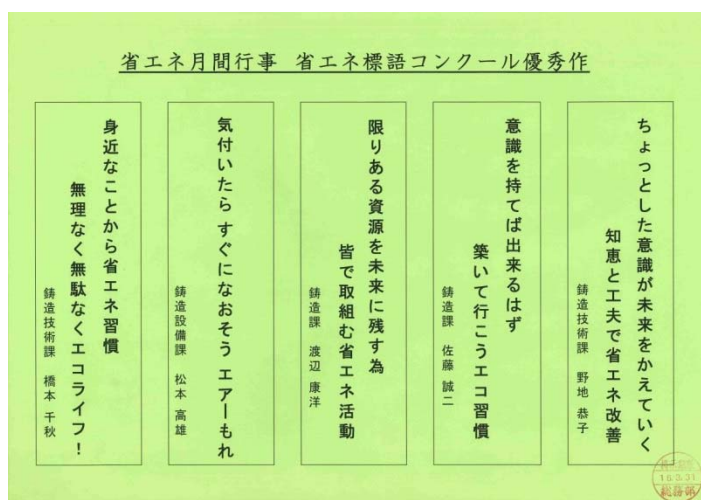 省エネ月間行事 省エネ標語コンクール優秀作
ちょっとした意識が未来をかえていく
知恵と工夫で省エネ改善
鋳造技術課 野地 恭子
意識を持てば出来るはず
築いて行こうエコ習慣
鋳造課 佐藤 誠二
限りある資源を未来に残す為
皆で取組む省エネ活動
鋳造課 渡辺 康洋
気付いたら すぐになおそう エアーもれ
鋳造設備課 松本 高雄
身近なことから省エネ習慣
無理なく無駄なくエコライフ!
鋳造技術課 橋本 千秋